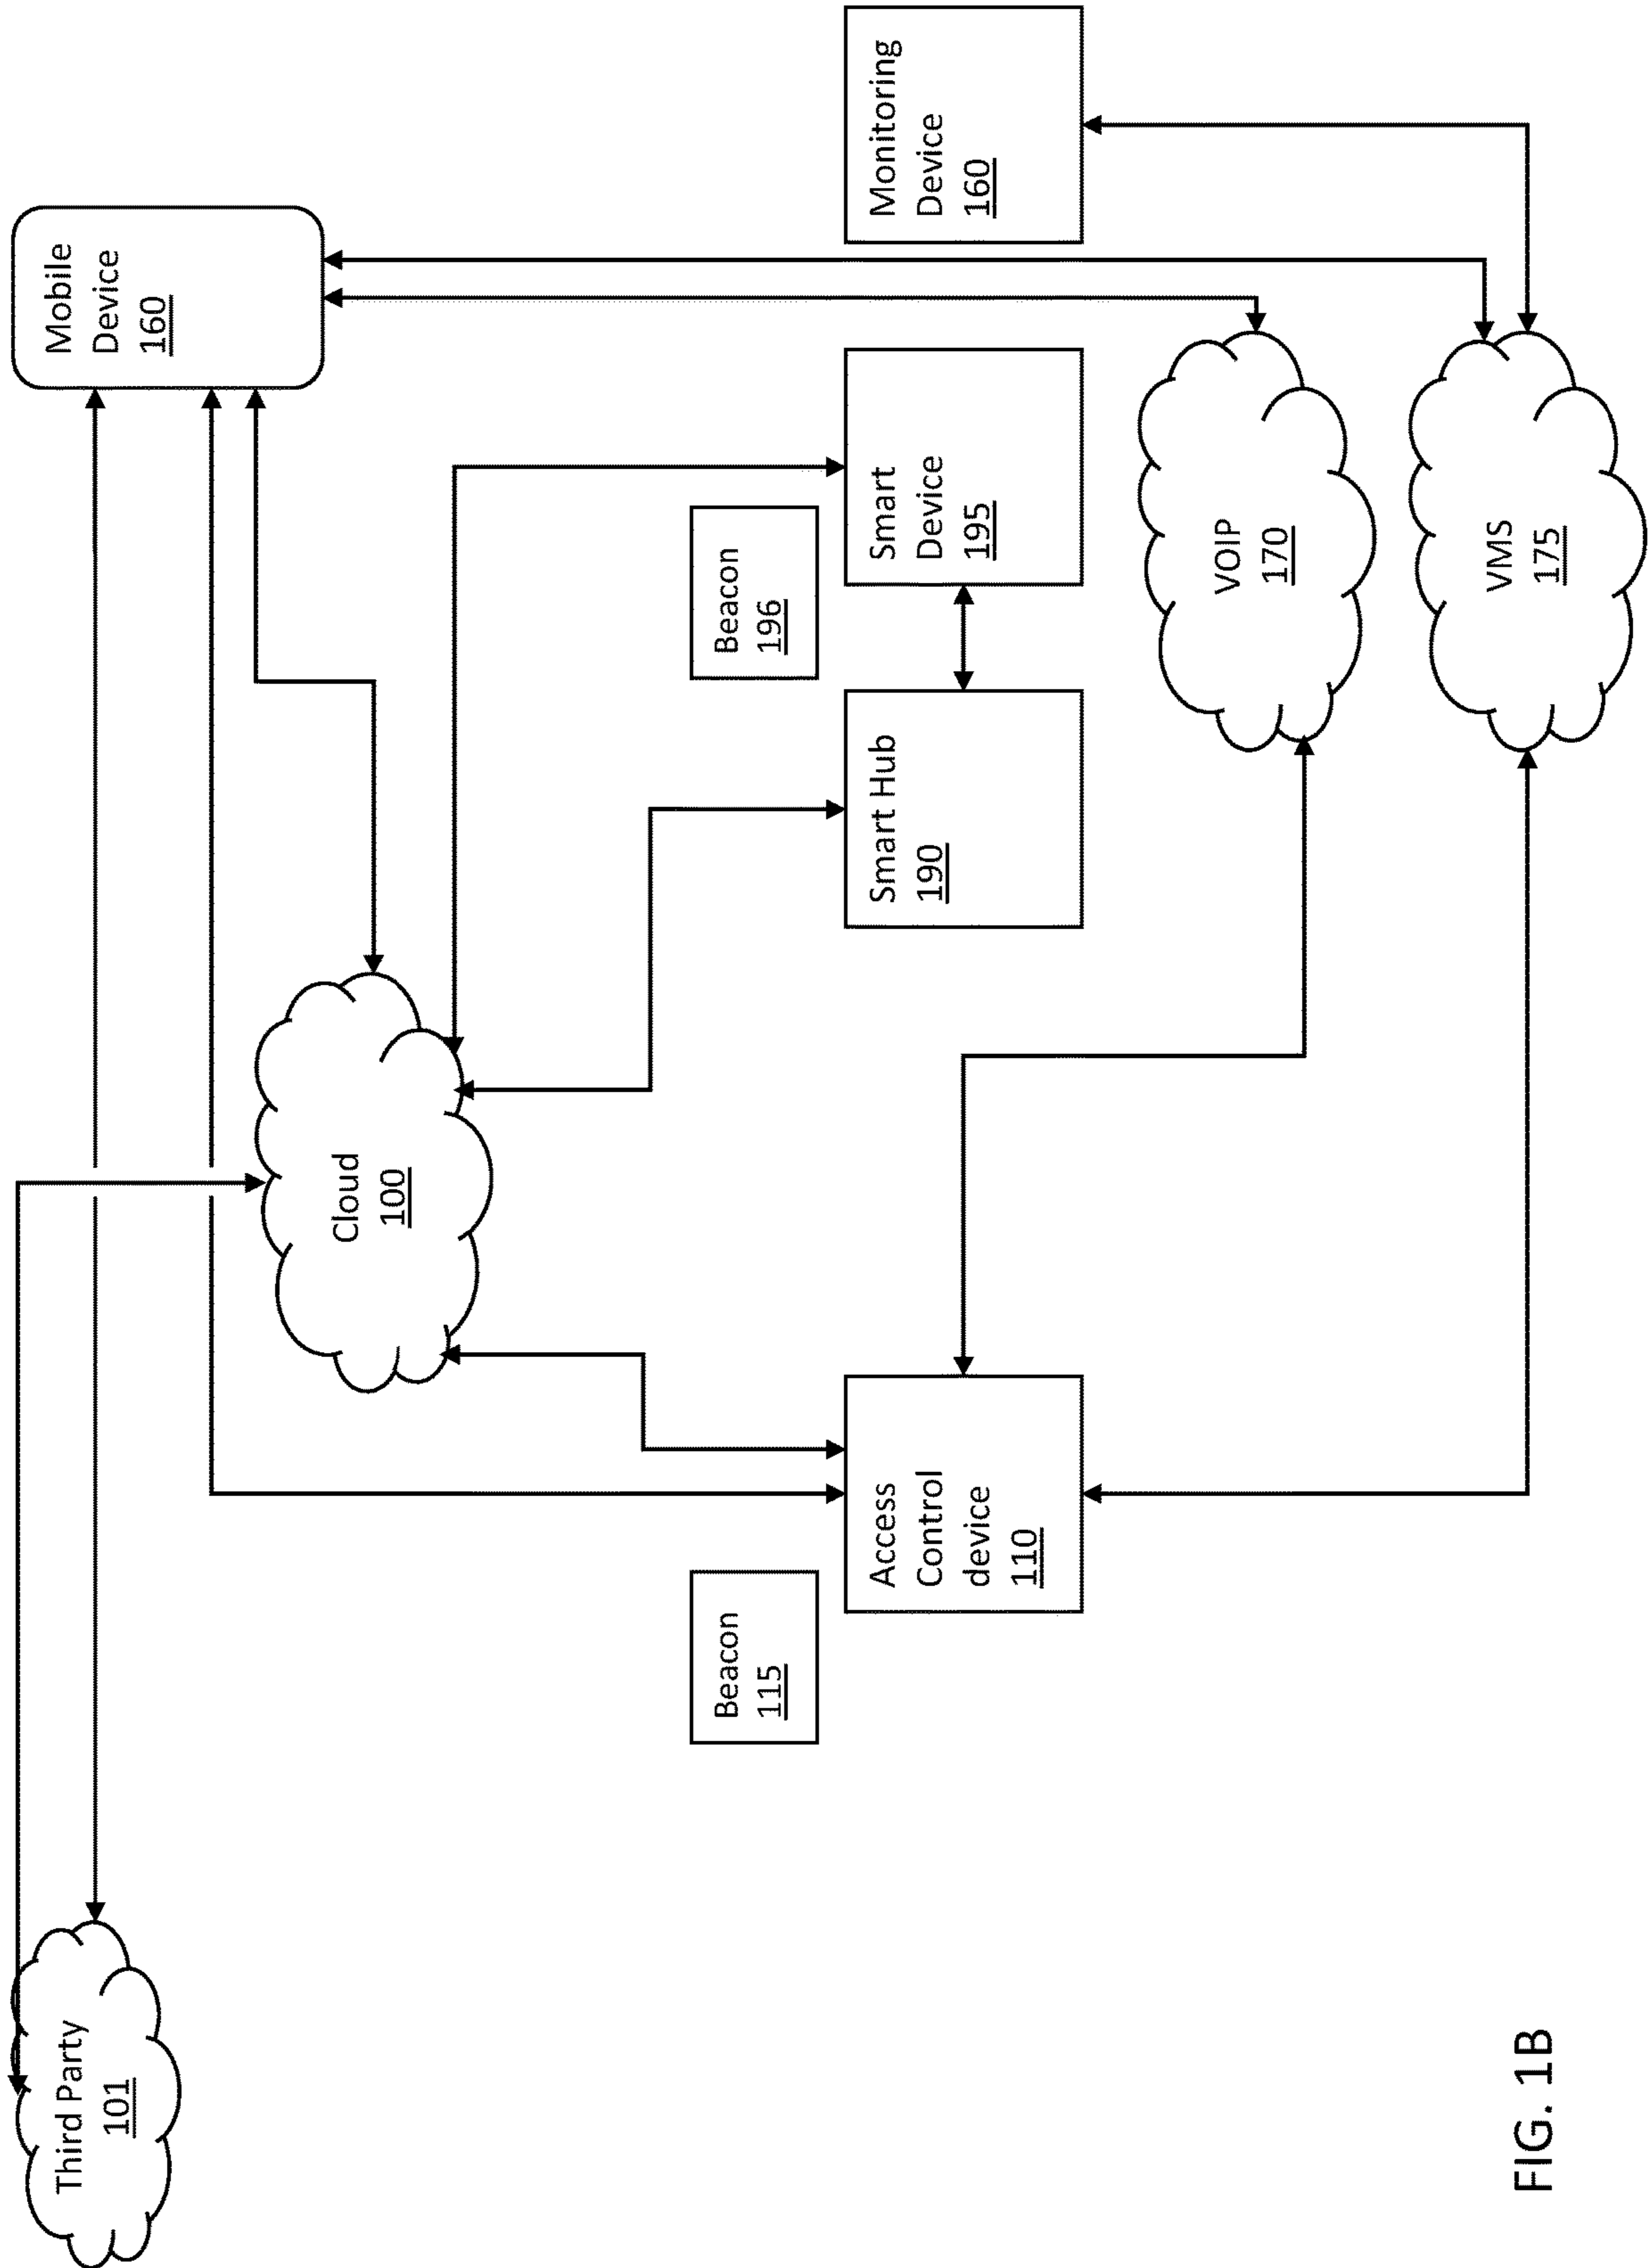 Third Party
101
Mobile
Device
160
Cloud
100
Beacon
115
Beacon
196
Access
Control
device
110
Smart Hub
190
Smart
Device
195
Monitoring
Device
160
VOIP
170
VMS
175
FIG. 1B